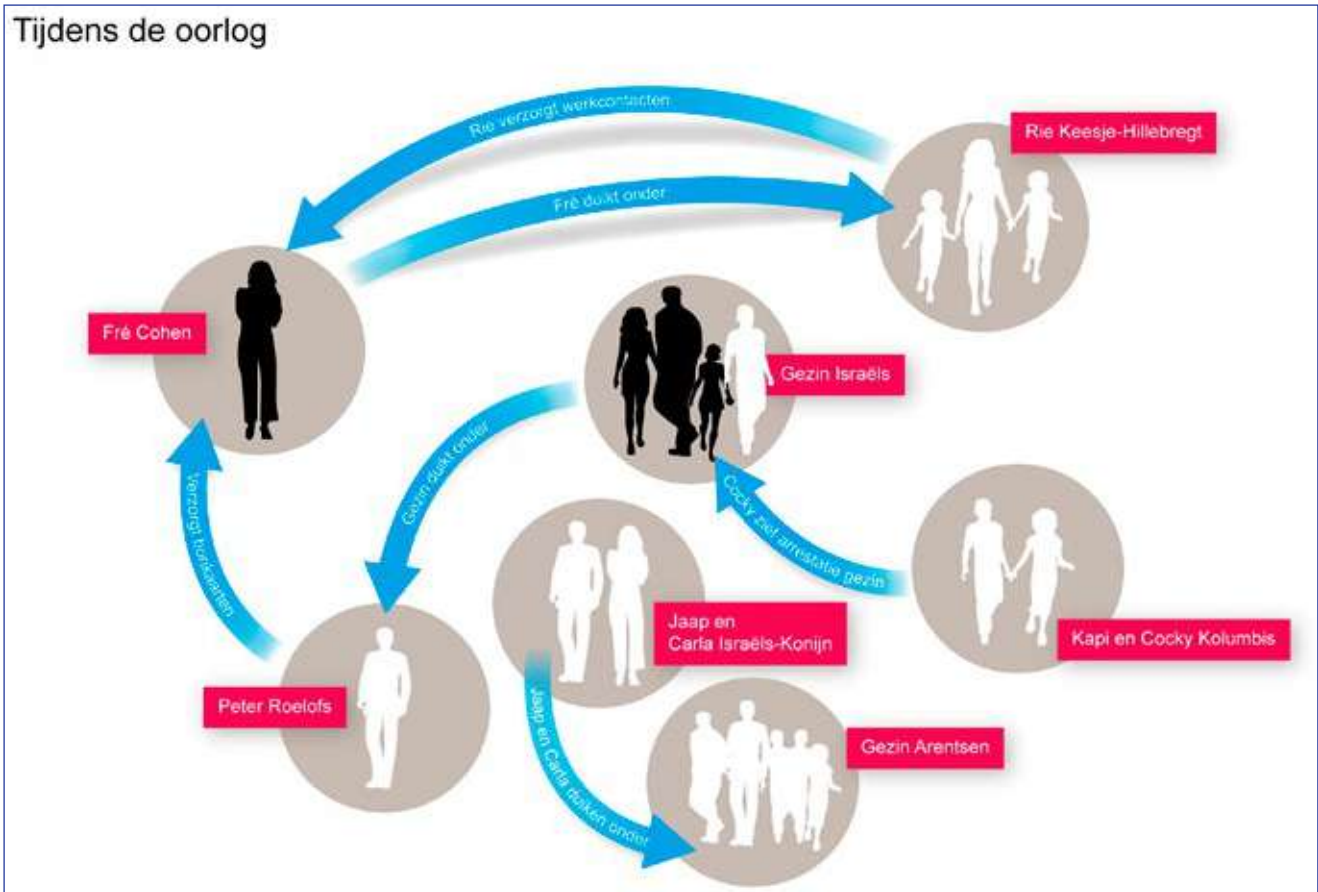 Tijdens de oorlog
Rie verzorgt werkcontacten
Rie Keesje-Hillebregt
Fré duikt onder
Fré Cohen
Gezin Israëls
Gezin duikt onder
Cocky ziet arrestatie gezin
Verzorgt bonkaarten
Jaap en
Carla Israëls-Konijn
Kapi en Cocky Kolumbis
Peter Roelofs
Jaap en Carla duiken onder
Gezin Arentsen